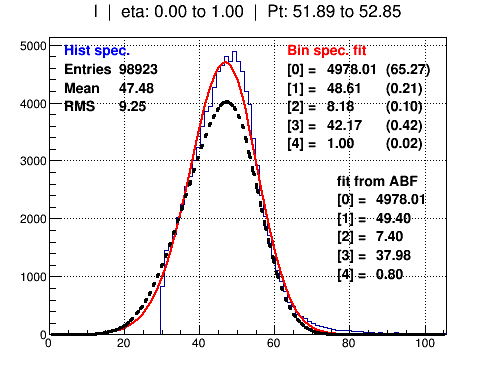 I | eta: 0.00 to 1.00 | Pt: 51.89 to 52.85
Hist spec.
Entries 98923
Mean 47.48
RMS 9.25
Bin spec. fit
[0] = 4978.01 (65.27)
[1] = 48.61 (0.21)
[2] = 8.18 (0.10)
[3] = 42.17 (0.42)
[4] = 1.00 (0.02)
fit from ABF
[0] = 4978.01
[1] = 49.40
[2] = 7.40
[3] = 37.98
[4] = 0.80
5000
4000
3000
2000
1000
0
0 20 40 60 80 100